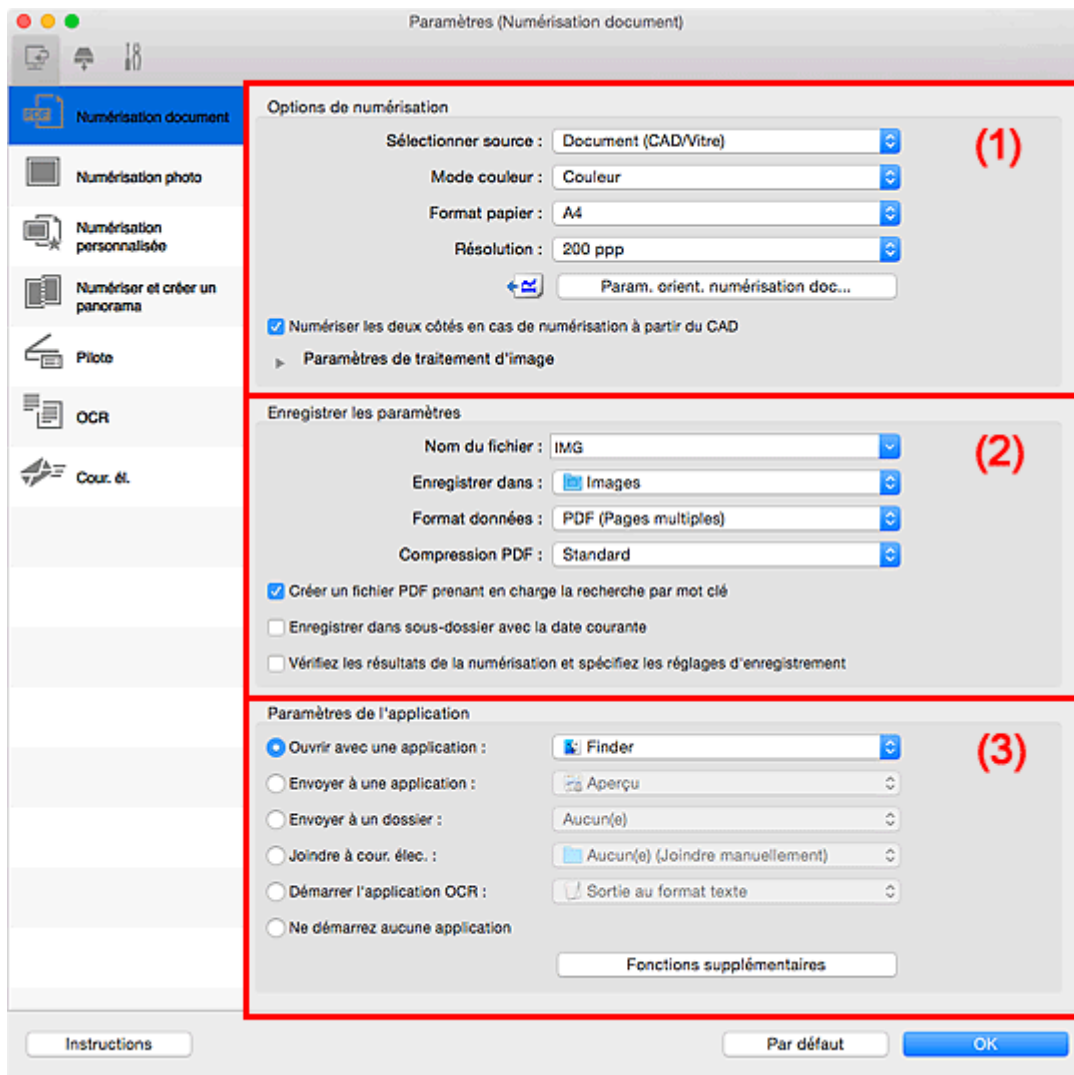 Paramètres (Numérisation document)
Numérisation document
Numérisation photo
Numérisation
personnalisée
Numériser et créer un
panorama
Pilote
OCR
Cour. él.
Options de numérisation
(1)
Sélectionner source : Document (CAD/Vitre)
Mode couleur : Couleur
Format papier : A4
Résolution : 200 ppp
Param. orient. numérisation doc...
Numériser les deux côtés en cas de numérisation à partir du CAD
Paramètres de traitement d'image
Enregistrer les paramètres
(2)
Nom du fichier : IMG
Enregistrer dans : Images
Format données : PDF (Pages multiples)
Compression PDF : Standard
Créer un fichier PDF prenant en charge la recherche par mot clé
Enregistrer dans sous-dossier avec la date courante
Vérifiez les résultats de la numérisation et spécifiez les réglages d'enregistrement
Paramètres de l'application
(3)
Ouvrir avec une application : Finder
Envoyer à une application : Aperçu
Envoyer à un dossier : Aucun(e)
Joindre à cour. élec. : Aucun(e) (Joindre manuellement)
Démarrer l'application OCR : Sortie au format texte
Ne démarrez aucune application
Fonctions supplémentaires
Instructions
Par défaut
OK